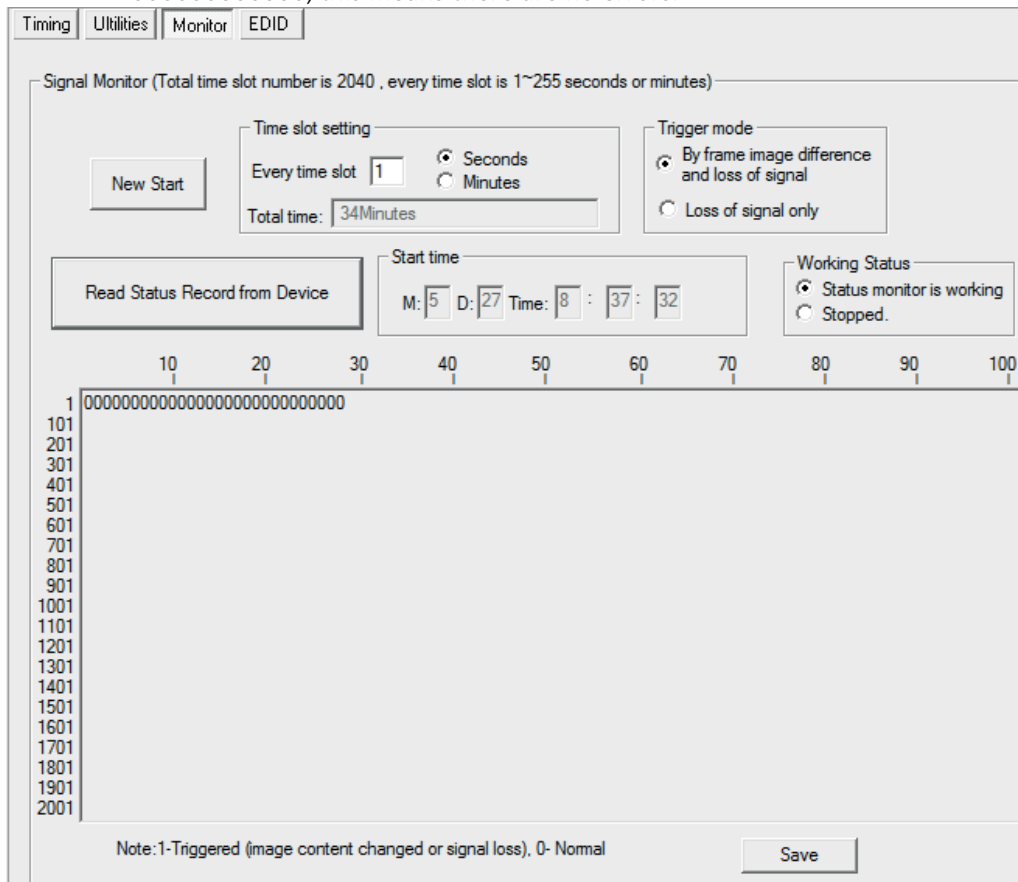 Timing Ultilities Monitor EDID
Signal Monitor (Total time slot number is 2040 , every time slot is 1~255 seconds or minutes)
New Start
Time slot setting
Every time slot 1
Seconds
Minutes
Total time: 34Minutes
Trigger mode
By frame image difference
and loss of signal
Loss of signal only
Read Status Record from Device
Start time
M: 5 D: 27 Time: 8 : 37 : 32
Working Status
Status monitor is working
Stopped.
10 20 30 40 50 60 70 80 90 100
1 0000000000000000000000000000
101
201
301
401
501
601
701
801
901
1001
1101
1201
1301
1401
1501
1601
1701
1801
1901
2001
Note:1-Triggered (image content changed or signal loss), 0- Normal
Save